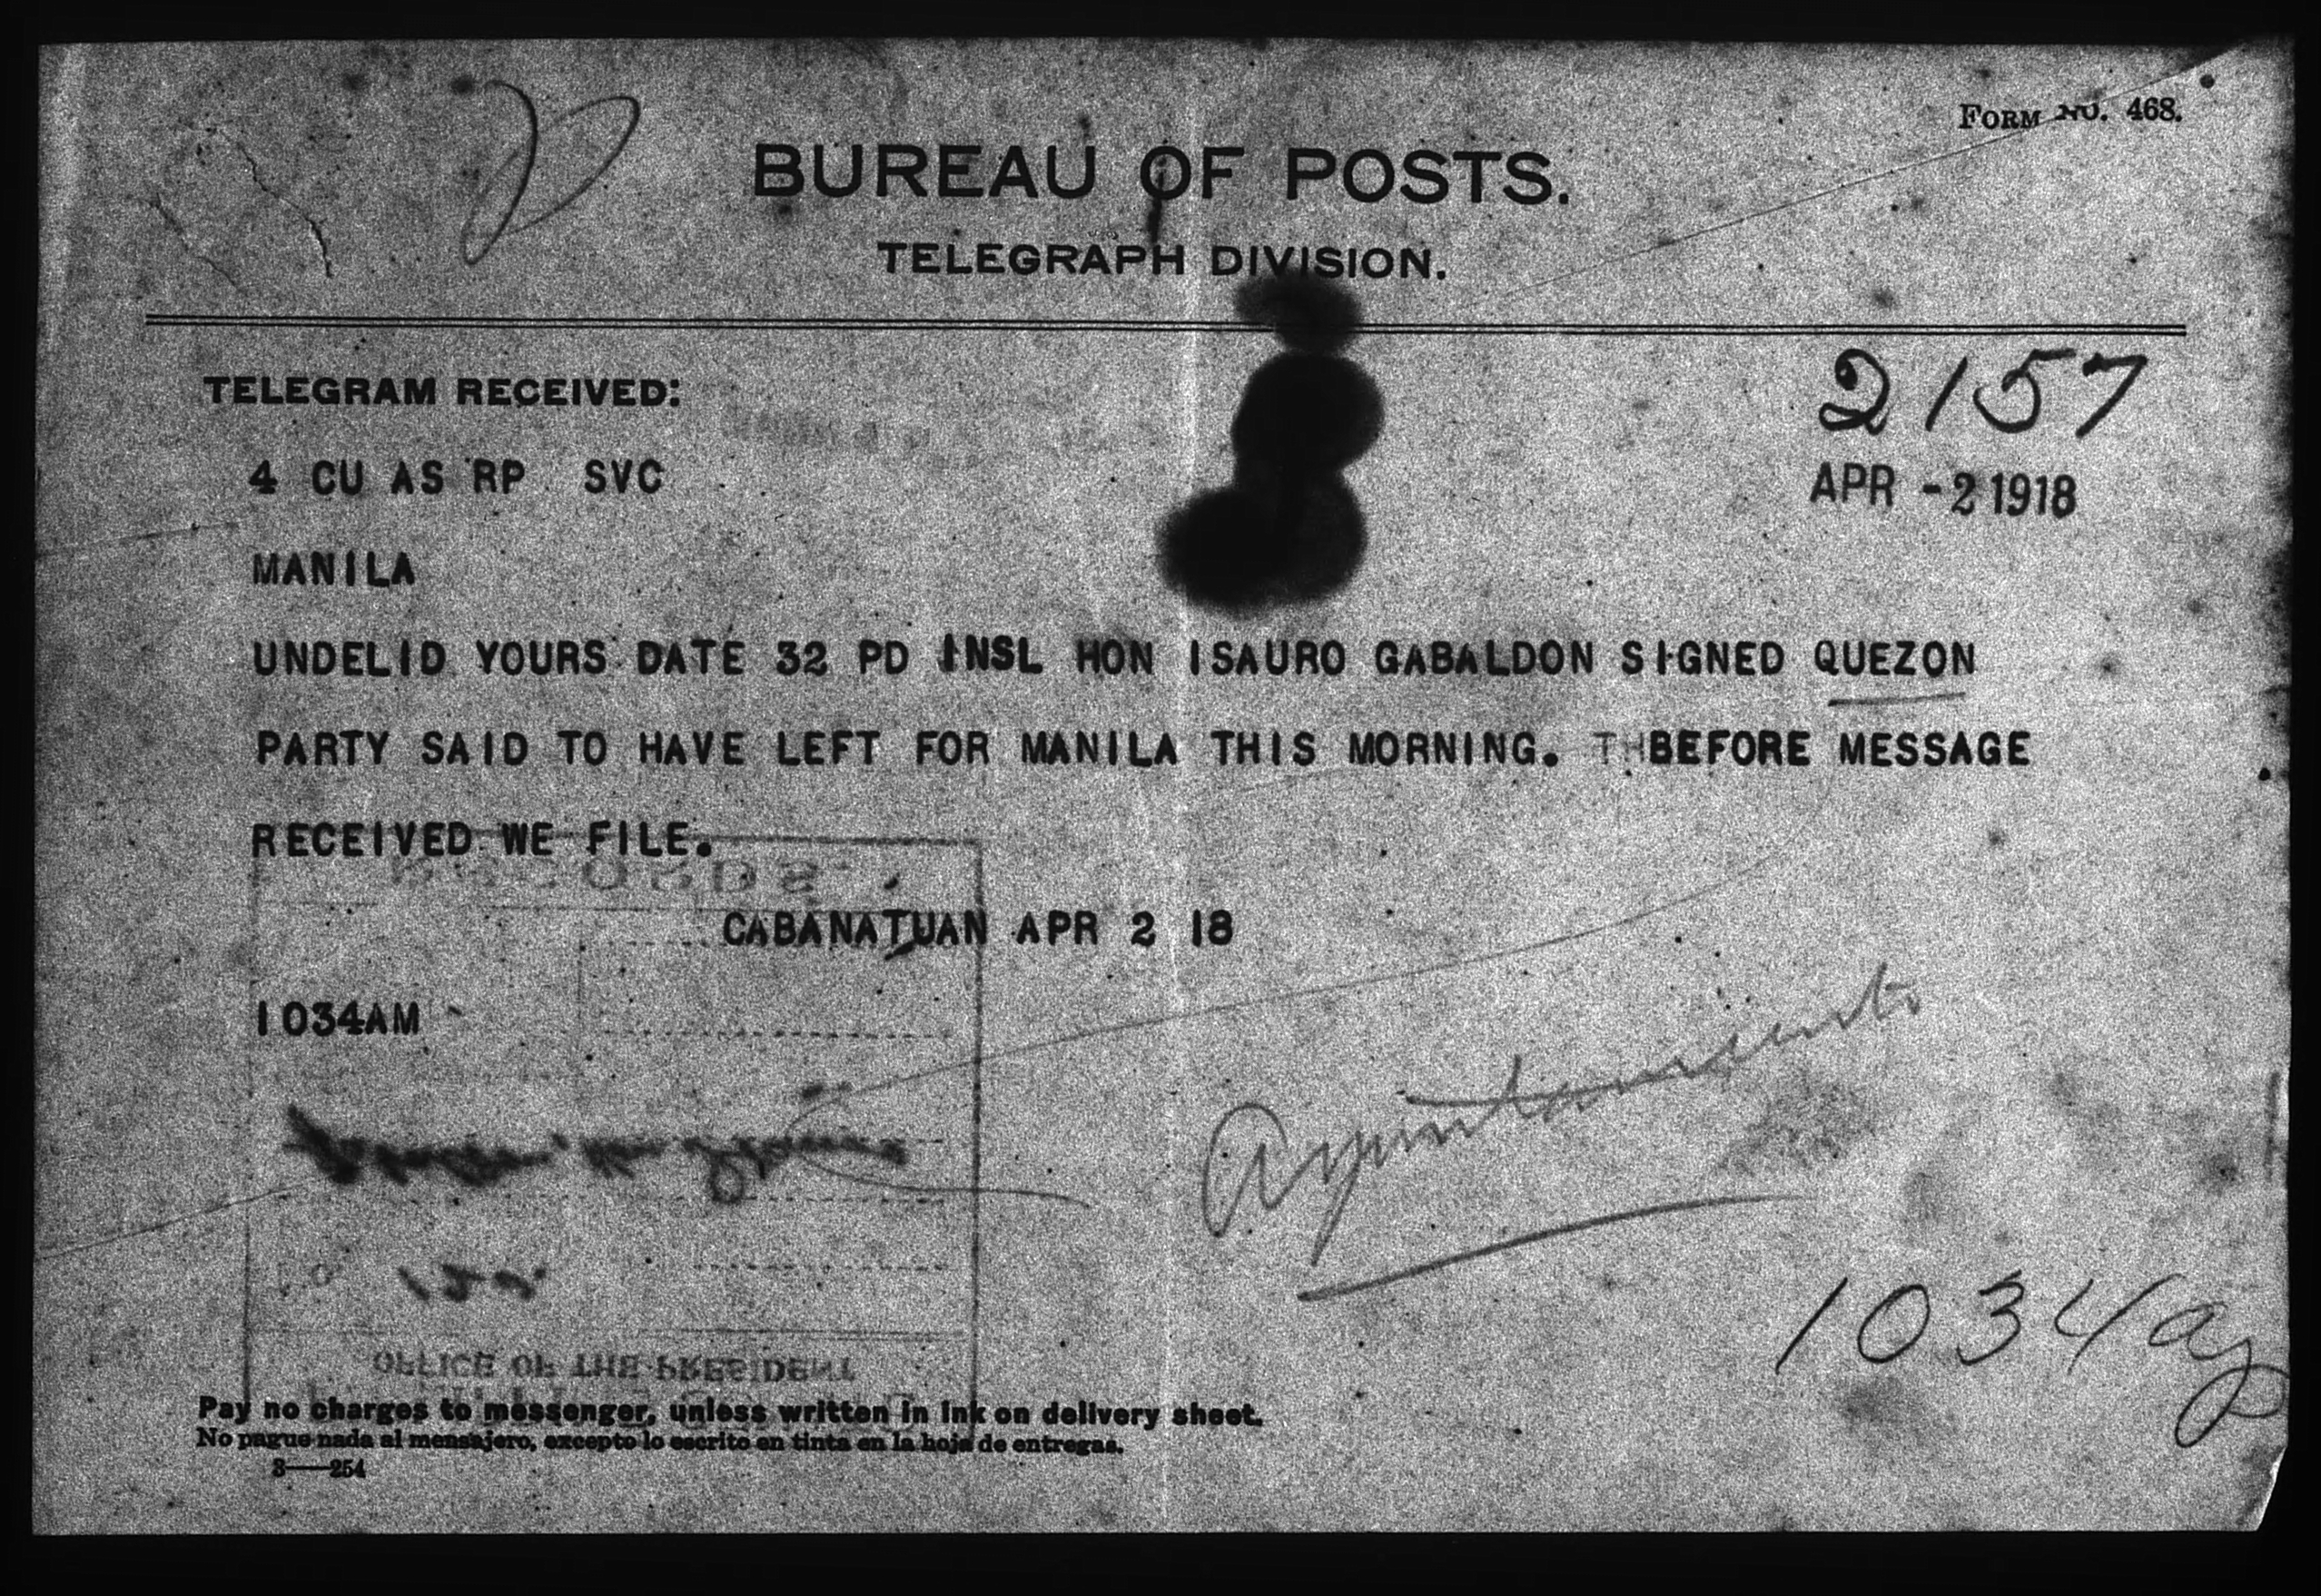 FORM NO. 468.
BUREAU OF POSTS.
TELEGRAPH DIVISION.
TELEGRAM RECEIVED:
2157
4 CU AS RP SVC
APR -2 1918
MANILA
UNDELID YOURS DATE 32 PD INSL HON ISAURO GABALDON SIGNED QUEZON
PARTY SAID TO HAVE LEFT FOR MANILA THIS MORNING. THBEFORE MESSAGE
RECEIVED WE FILE.
CABANATUAN APR 2 18
1034AM
1034a
OFFICE OF THE PRESIDENT
Pay no charges to messenger, unless written in ink on delivery sheet.
No pague nada al mensajero, excepto lo escrito en tinta en la hoja de entregas.
3——254